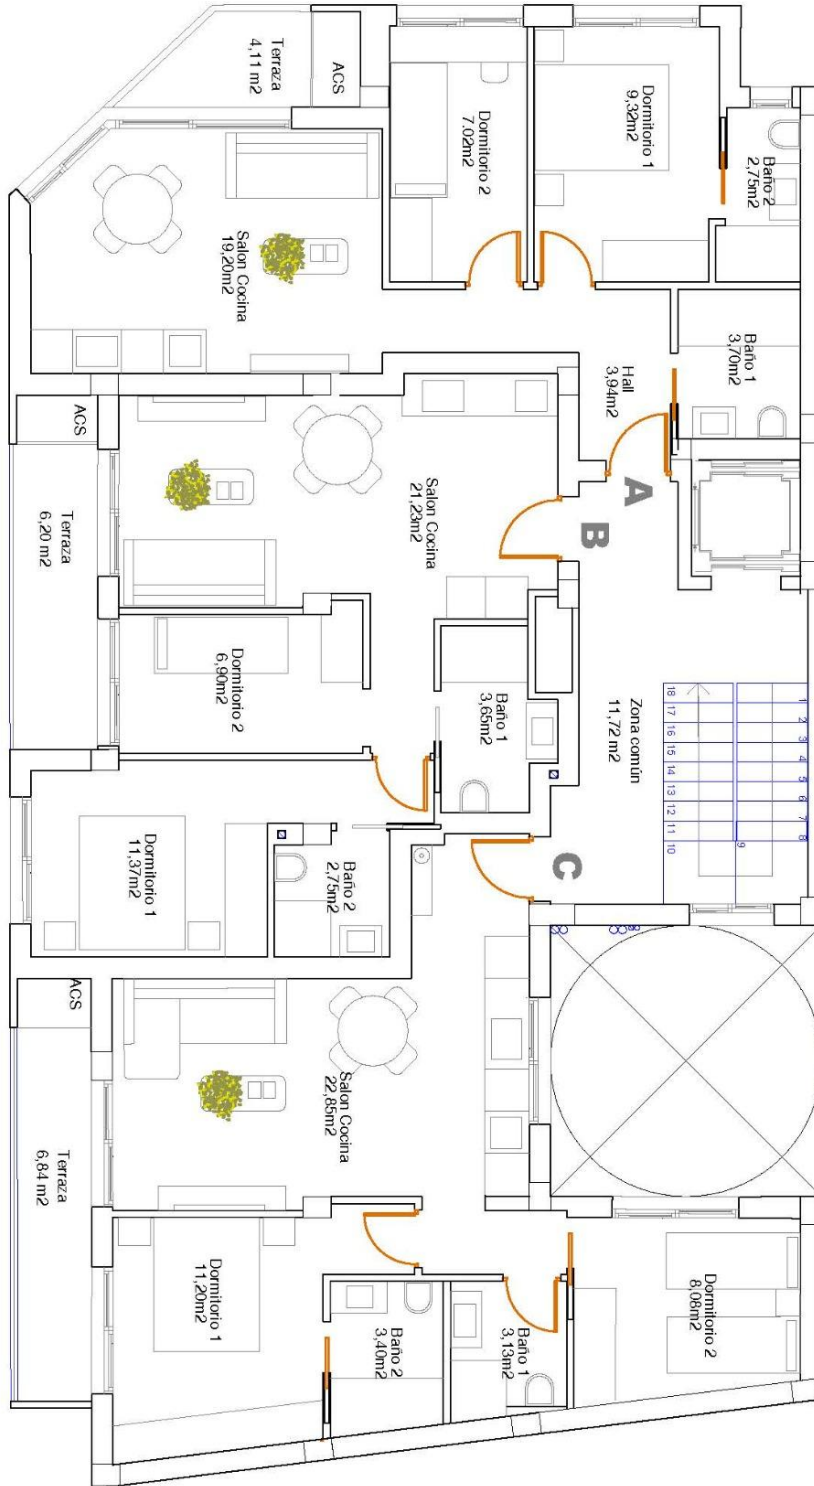 Terraza
4,11 m2
ACS
Dormitorio 2
7.02m2
Dormitorio 1
9,32m2
Baño 2
2,75m2
Salon Cocina
19,20m2
Baño 1
3,70m2
Hall
3,94m2
A
ACS
Terraza
6,20 m2
Salon Cocina
21,23m2
B
Dormitorio 2
6,90m2
Baño 1
3,65m2
Zona común
11,72 m2
1
2
3
4
5
6
7
8
9
10
11
12
13
14
15
16
17
18
Dormitorio 1
11,37m2
Baño 2
2,75m2
C
ACS
Terraza
6,84 m2
Salon Cocina
22,85m2
Dormitorio 1
11,20m2
Baño 2
3,40m2
Baño 1
3,13m2
Dormitorio 2
8,08m2